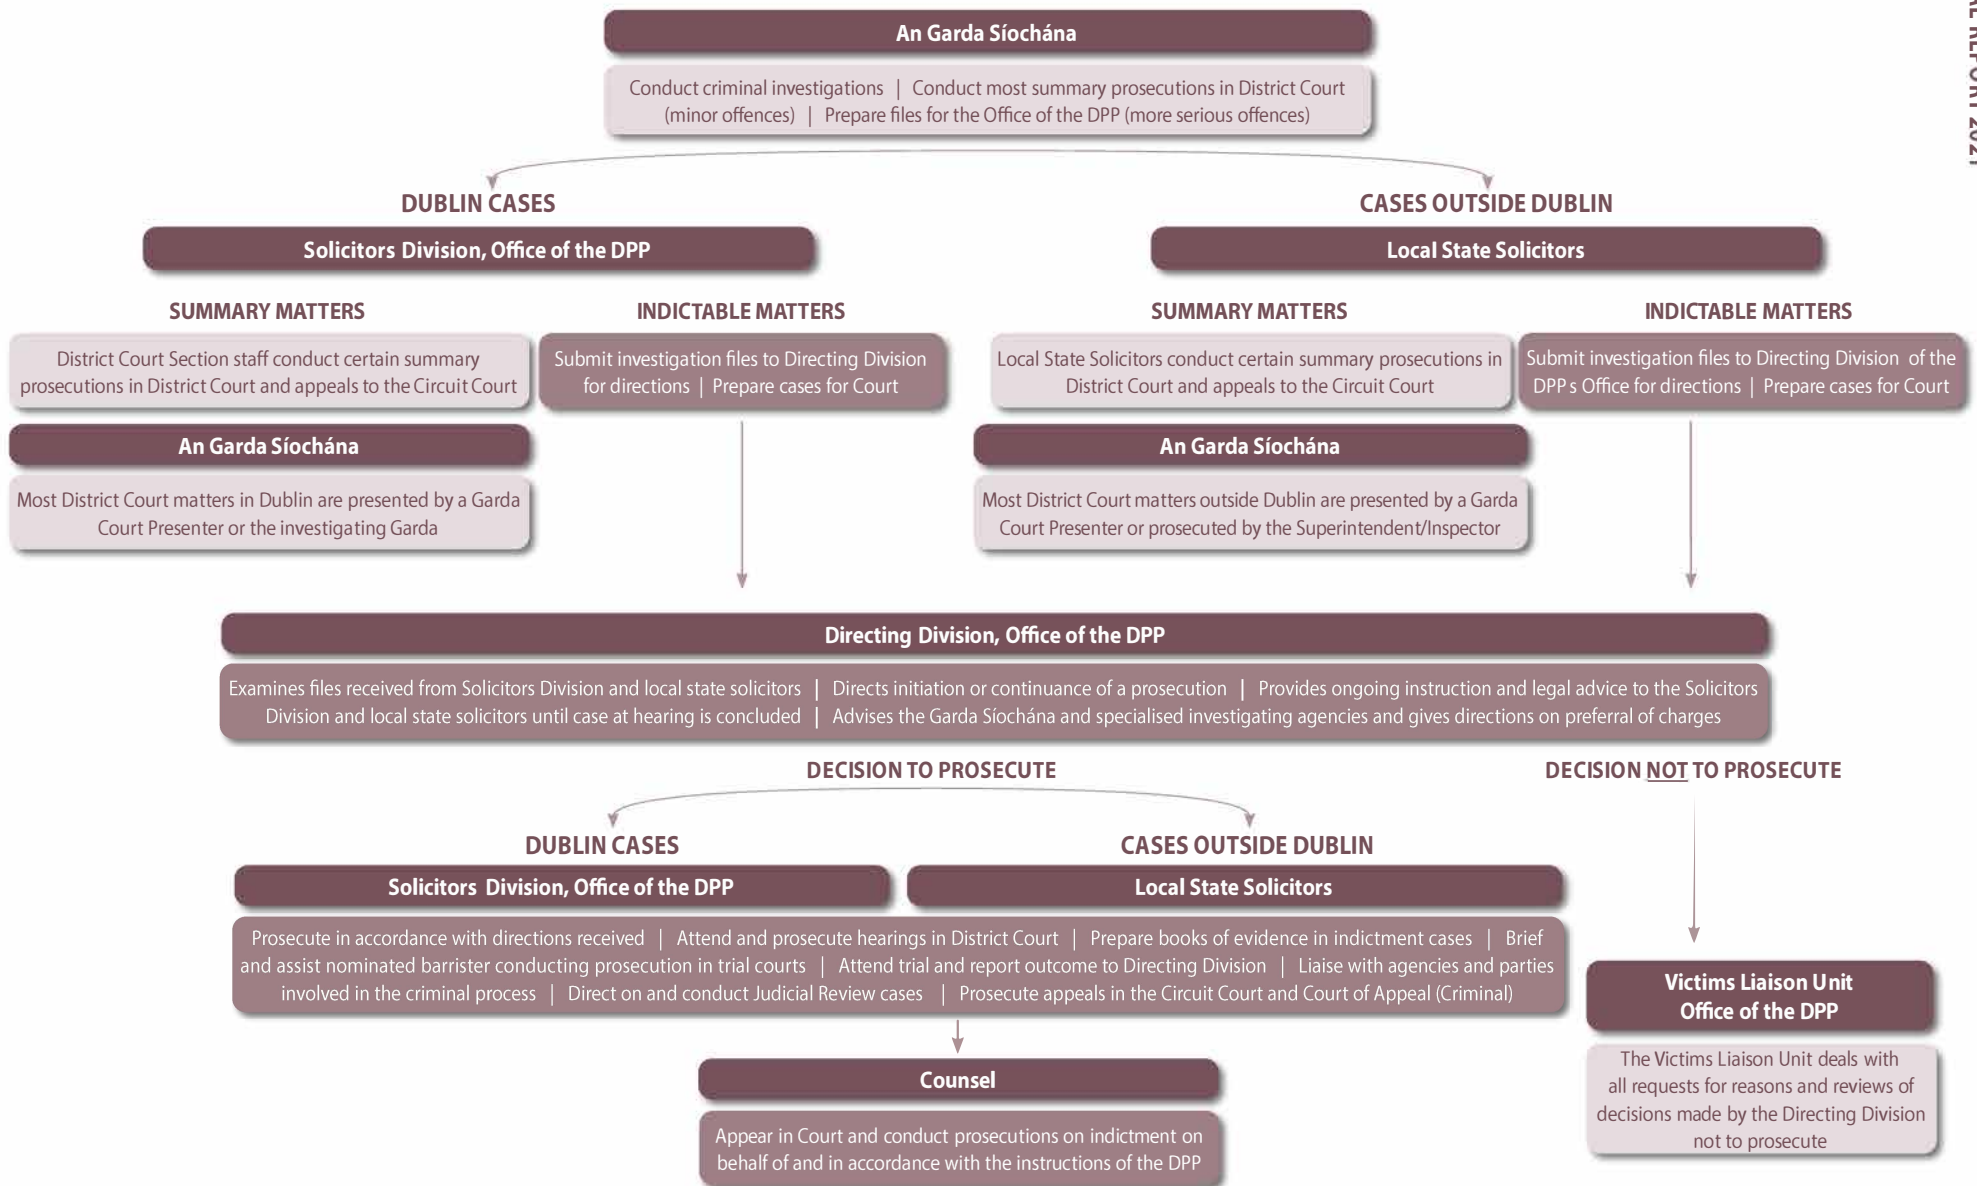 An Garda Síochána
Conduct criminal investigations | Conduct most summary prosecutions in District Court
(minor offences) | Prepare files for the Office of the DPP (more serious offences)
DUBLIN CASES
Solicitors Division, Office of the DPP
SUMMARY MATTERS
District Court Section staff conduct certain summary
prosecutions in District Court and appeals to the Circuit Court
An Garda Síochána
Most District Court matters in Dublin are presented by a Garda
Court Presenter or the investigating Garda
INDICTABLE MATTERS
Submit investigation files to Directing Division
for directions | Prepare cases for Court
CASES OUTSIDE DUBLIN
Local State Solicitors
SUMMARY MATTERS
Local State Solicitors conduct certain summary prosecutions in
District Court and appeals to the Circuit Court
An Garda Síochána
Most District Court matters outside Dublin are presented by a Garda
Court Presenter or prosecuted by the Superintendent/Inspector
INDICTABLE MATTERS
Submit investigation files to Directing Division of the
DPP s Office for directions | Prepare cases for Court
Directing Division, Office of the DPP
Examines files received from Solicitors Division and local state solicitors | Directs initiation or continuance of a prosecution | Provides ongoing instruction and legal advice to the Solicitors
Division and local state solicitors until case at hearing is concluded | Advises the Garda Síochána and specialised investigating agencies and gives directions on preferral of charges
DECISION TO PROSECUTE
DUBLIN CASES
Solicitors Division, Office of the DPP
CASES OUTSIDE DUBLIN
Local State Solicitors
Prosecute in accordance with directions received | Attend and prosecute hearings in District Court | Prepare books of evidence in indictment cases | Brief
and assist nominated barrister conducting prosecution in trial courts | Attend trial and report outcome to Directing Division | Liaise with agencies and parties
involved in the criminal process | Direct on and conduct Judicial Review cases | Prosecute appeals in the Circuit Court and Court of Appeal (Criminal)
Counsel
Appear in Court and conduct prosecutions on indictment on
behalf of and in accordance with the instructions of the DPP
DECISION NOT TO PROSECUTE
Victims Liaison Unit
Office of the DPP
The Victims Liaison Unit deals with
all requests for reasons and reviews of
decisions made by the Directing Division
not to prosecute
REPORT 2021